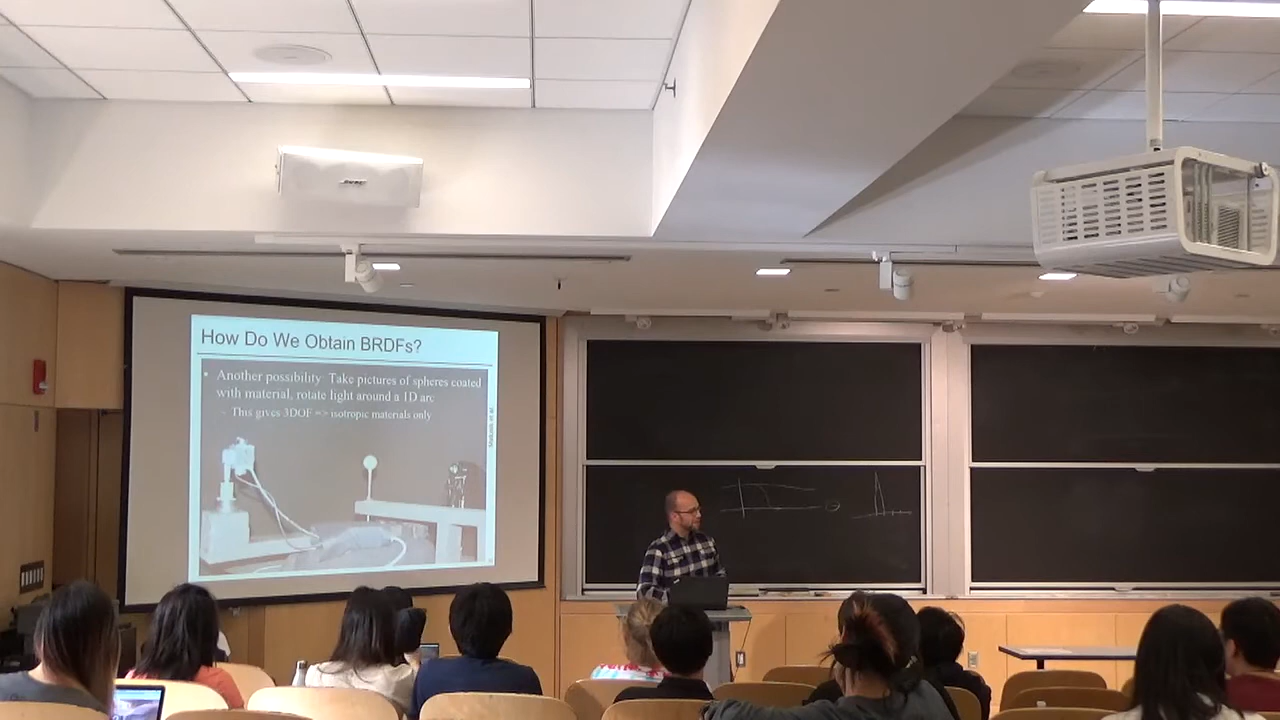 BOSE
How Do We Obtain BRDFs?
• Another possibility Take pictures of spheres coated
with material, rotate light around a 1D arc
– This gives 3DOF => isotropic materials only